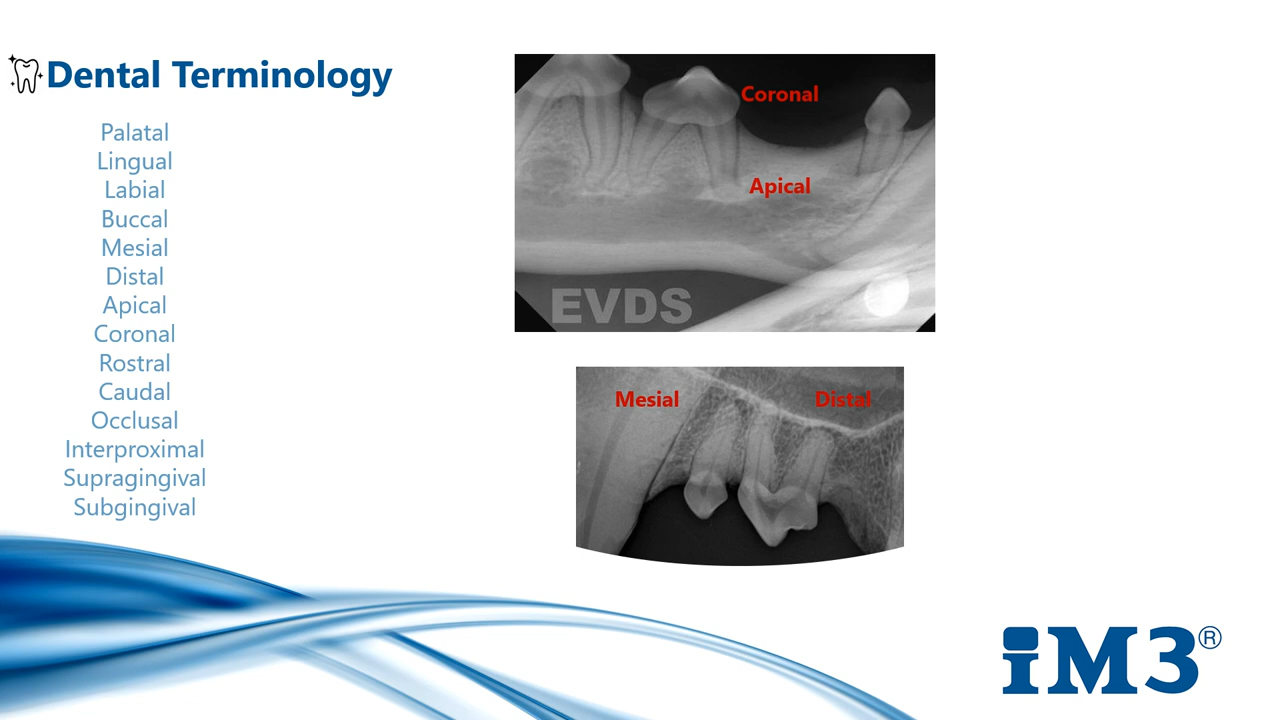 Dental Terminology
Palatal
Lingual
Labial
Buccal
Mesial
Distal
Apical
Coronal
Rostral
Caudal
Occlusal
Interproximal
Supragingival
Subgingival
Coronal
Apical
EVDS
Mesial
Distal
iM3®